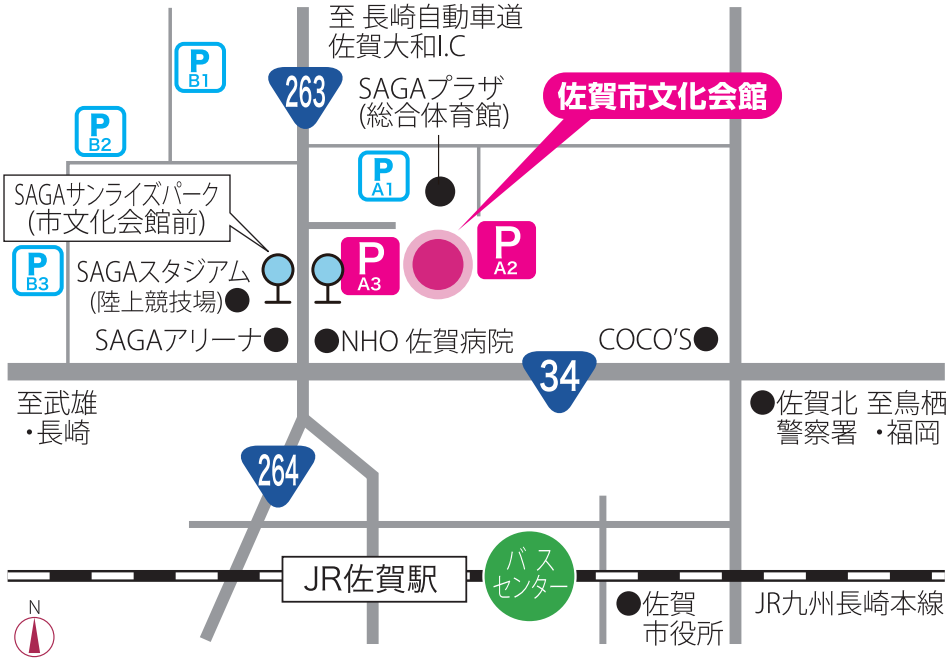 至 長崎自動車道
佐賀大和I.C
P
B1
263
SAGAプラザ
(総合体育館)
佐賀市文化会館
P
B2
P
A1
SAGAサンライズパーク
(市文化会館前)
P
A2
P
A3
P
B3
SAGAスタジアム
(陸上競技場)
SAGAアリーナ
NHO 佐賀病院
COCO'S
34
至武雄
・長崎
佐賀北
警察署
至鳥栖
・福岡
264
バス
センター
JR佐賀駅
佐賀
市役所
JR九州長崎本線
N